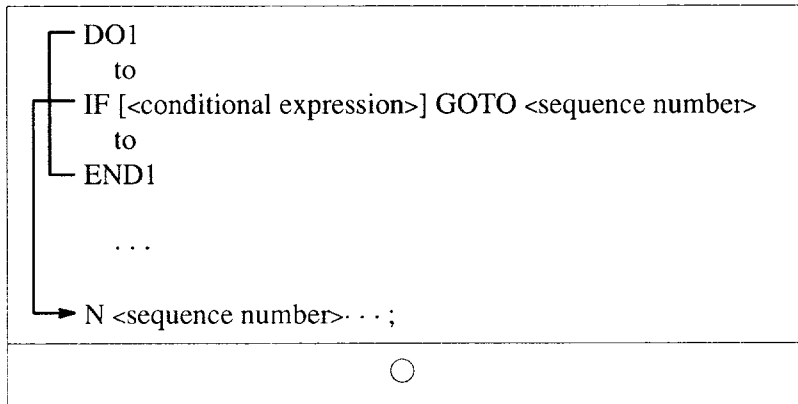 DO1
to
IF [<conditional expression>] GOTO <sequence number>
to
END1
. . .
N <sequence number>· · · ;